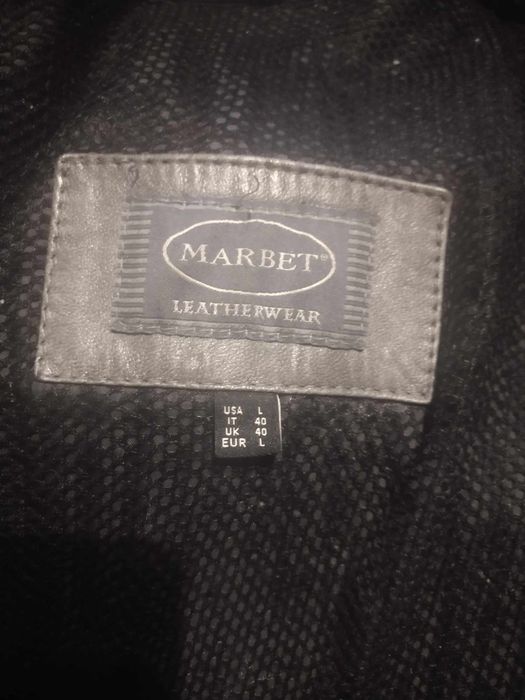 MARBET®
LEATHERWEAR
USA L
IT 40
UK 40
EUR L